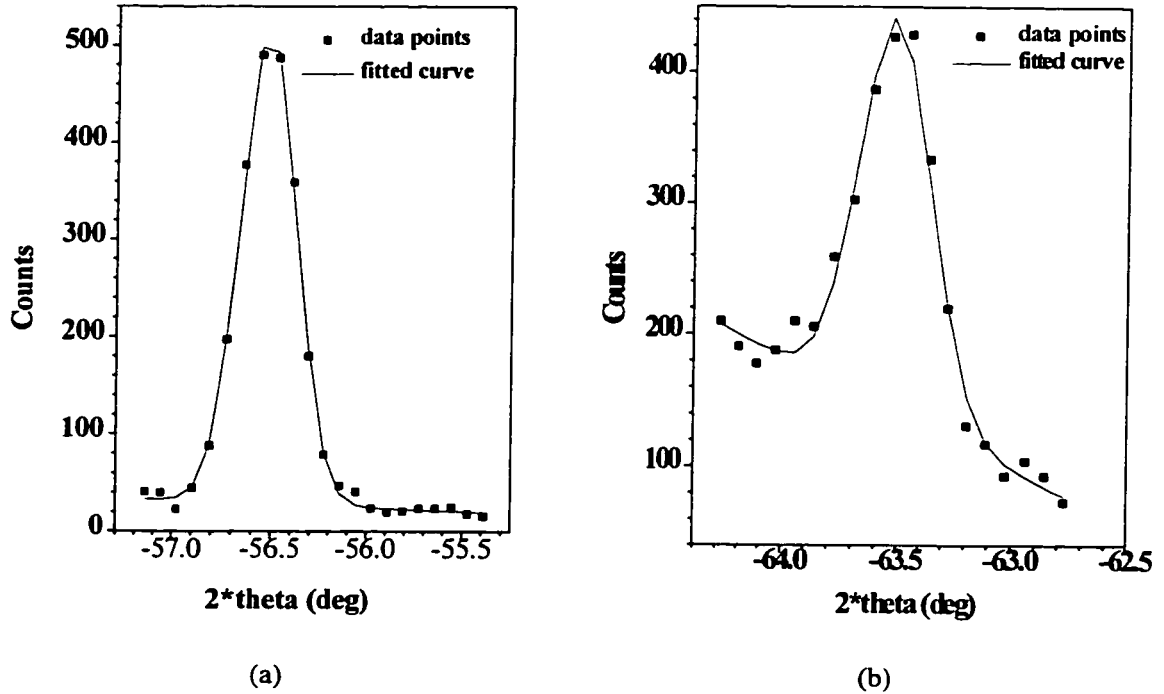 500
400
300
200
100
0
Counts
data points
fitted curve
-57.0
-56.5
-56.0
-55.5
2*theta (deg)
(a)
400
300
200
100
Counts
data points
fitted curve
-64.0
-63.5
-63.0
-62.5
2*theta (deg)
(b)